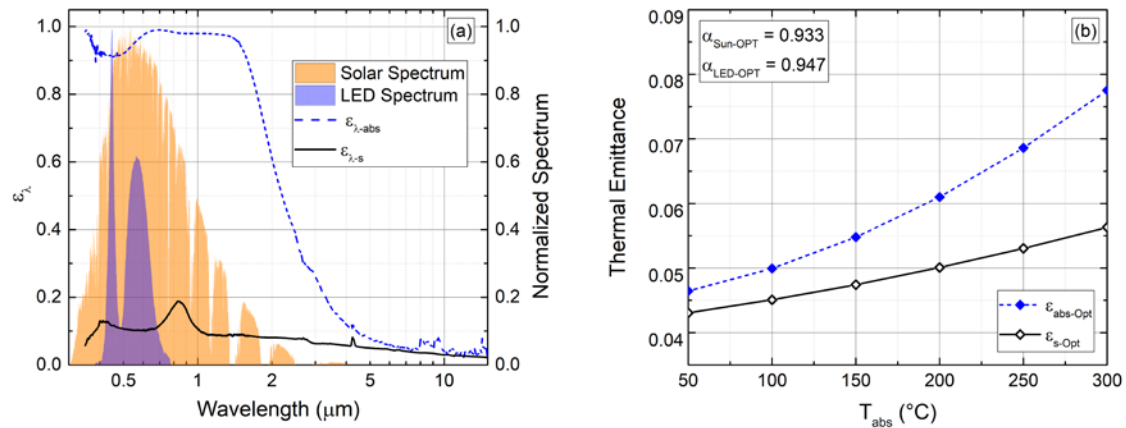 (a)
Solar Spectrum
LED Spectrum
ελ-abs
ελ-s
1.0
0.8
0.6
0.4
0.2
0.0
ελ
1.0
0.8
0.6
0.4
0.2
0.0
Normalized Spectrum
0.5 1 2 5 10
Wavelength (μm)
(b)
αSun-OPT = 0.933
αLED-OPT = 0.947
0.09
0.08
0.07
0.06
0.05
0.04
Thermal Emittance
εabs-Opt
εs-Opt
50 100 150 200 250 300
Tabs (°C)